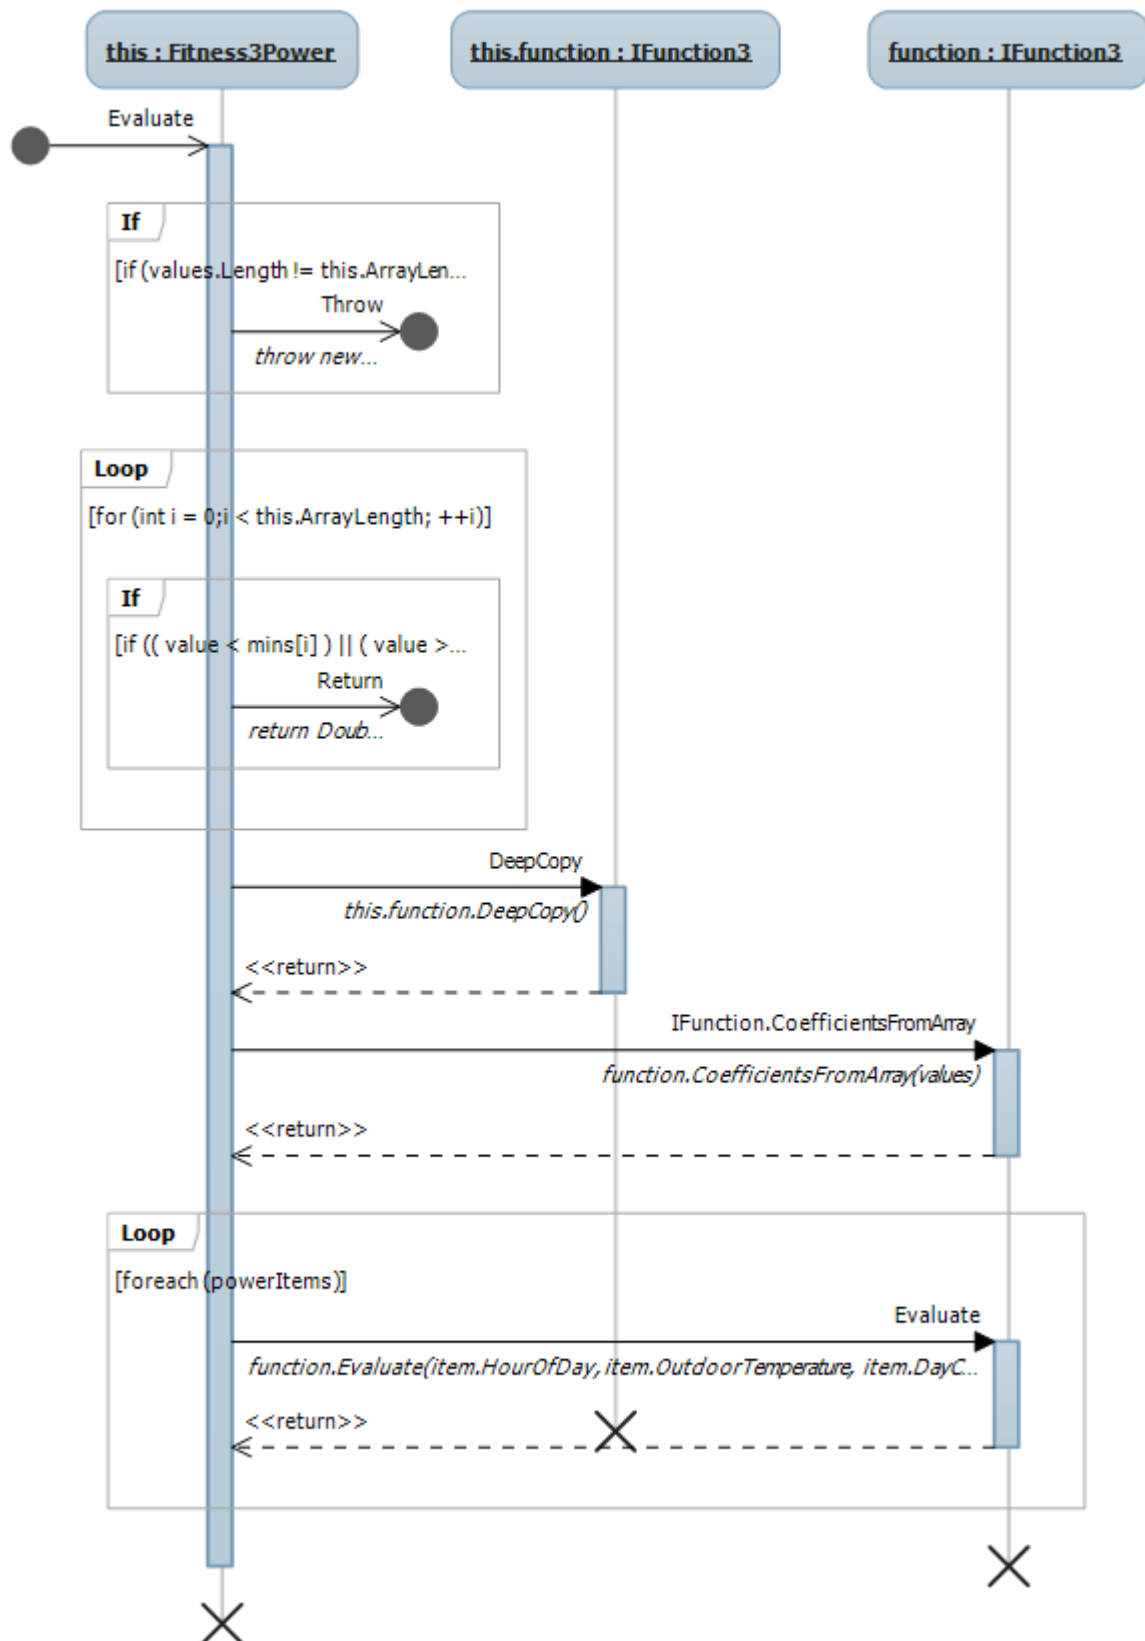 this : Fitness3Power
this.function : IFunction3
function : IFunction3
Evaluate
If
[if (values.Length != this.ArrayLen...
Throw
throw new...
Loop
[for (int i = 0;i < this.ArrayLength; ++i)]
If
[if (( value < mins[i] ) || ( value >...
Return
return Doub...
DeepCopy
this.function.DeepCopy()
<<return>>
IFunction.CoefficientsFromArray
function.CoefficientsFromArray(values)
<<return>>
Loop
[foreach (powerItems)]
Evaluate
function.Evaluate(item.HourOfDay, item.OutdoorTemperature, item.DayC...
<<return>>